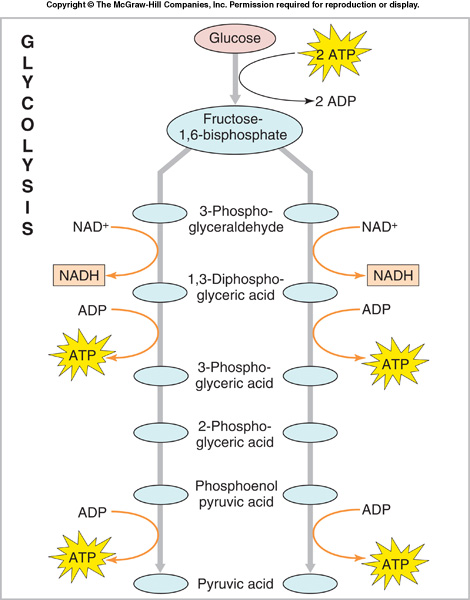 Copyright © The McGraw-Hill Companies, Inc. Permission required for reproduction or display.
GLYCOLYSIS
Glucose
2 ATP
2 ADP
Fructose-
1,6-bisphosphate
3-Phospho-
glyceraldehyde
NAD+
NAD+
NADH
NADH
1,3-Diphospho-
glyceric acid
ADP
ADP
ATP
ATP
3-Phospho-
glyceric acid
2-Phospho-
glyceric acid
Phosphoenol
pyruvic acid
ADP
ADP
ATP
ATP
Pyruvic acid